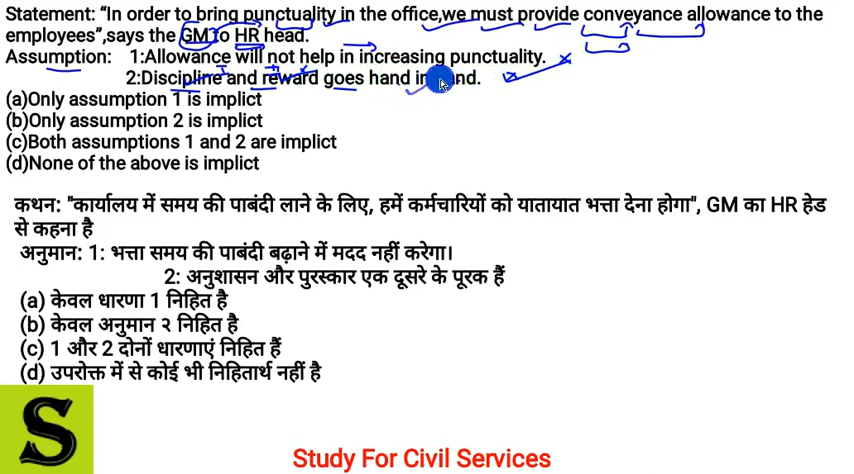 Statement: “In order to bring punctuality in the office,we must provide conveyance allowance to the
employees”,says the GM to HR head.
Assumption: 1:Allowance will not help in increasing punctuality.
2:Discipline and reward goes hand in hand.
(a)Only assumption 1 is implict
(b)Only assumption 2 is implict
(c)Both assumptions 1 and 2 are implict
(d)None of the above is implict
कथन: "कार्यालय में समय की पाबंदी लाने के लिए, हमें कर्मचारियों को यातायात भत्ता देना होगा", GM का HR हेड
से कहना है
अनुमान: 1: भत्ता समय की पाबंदी बढ़ाने में मदद नहीं करेगा।
2: अनुशासन और पुरस्कार एक दूसरे के पूरक हैं
(a) केवल धारणा 1 निहित है
(b) केवल अनुमान २ निहित है
(c) 1 और 2 दोनों धारणाएं निहित हैं
(d) उपरोक्त में से कोई भी निहितार्थ नहीं है
S
Study For Civil Services